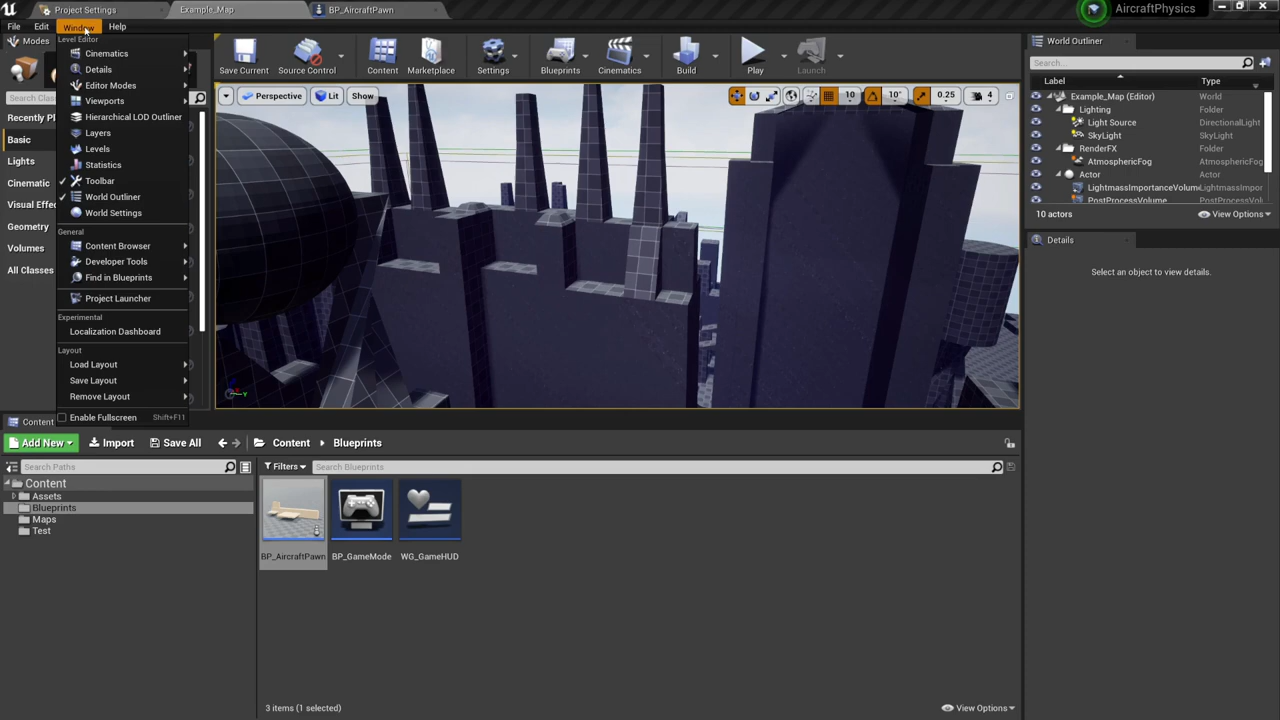 Project Settings
Example_Map
BP_AircraftPawn
AircraftPhysics
File
Edit
Window
Help
Modes
Level Editor
Cinematics
Details
Editor Modes
Viewports
Hierarchical LOD Outliner
Layers
Levels
Statistics
Toolbar
World Outliner
World Settings
General
Content Browser
Developer Tools
Find in Blueprints
Project Launcher
Experimental
Localization Dashboard
Layout
Load Layout
Save Layout
Remove Layout
Enable Fullscreen Shift+F11
Search
Recently Pl
Basic
Lights
Cinematic
Visual Effe
Geometry
Volumes
All Classes
Save Current
Source Control
Content
Marketplace
Settings
Blueprints
Cinematics
Build
Play
Launch
Perspective
Lit
Show
10
10°
0.25
4
Y
World Outliner
Search...
Label
Type
Example_Map (Editor) World
Lighting Folder
Light Source DirectionalLight
SkyLight SkyLight
RenderFX Folder
AtmosphericFog AtmosphericFog
Actor Actor
LightmassImportanceVolum LightmassImpor
PostProcessVolume PostProcessVol
10 actors
View Options
Details
Select an object to view details.
Content
Add New
Import
Save All
Content
Blueprints
Search Paths
Filters
Search Blueprints
Content
Assets
Blueprints
Maps
Test
BP_AircraftPawn
BP_GameMode
WG_GameHUD
3 items (1 selected)
View Options